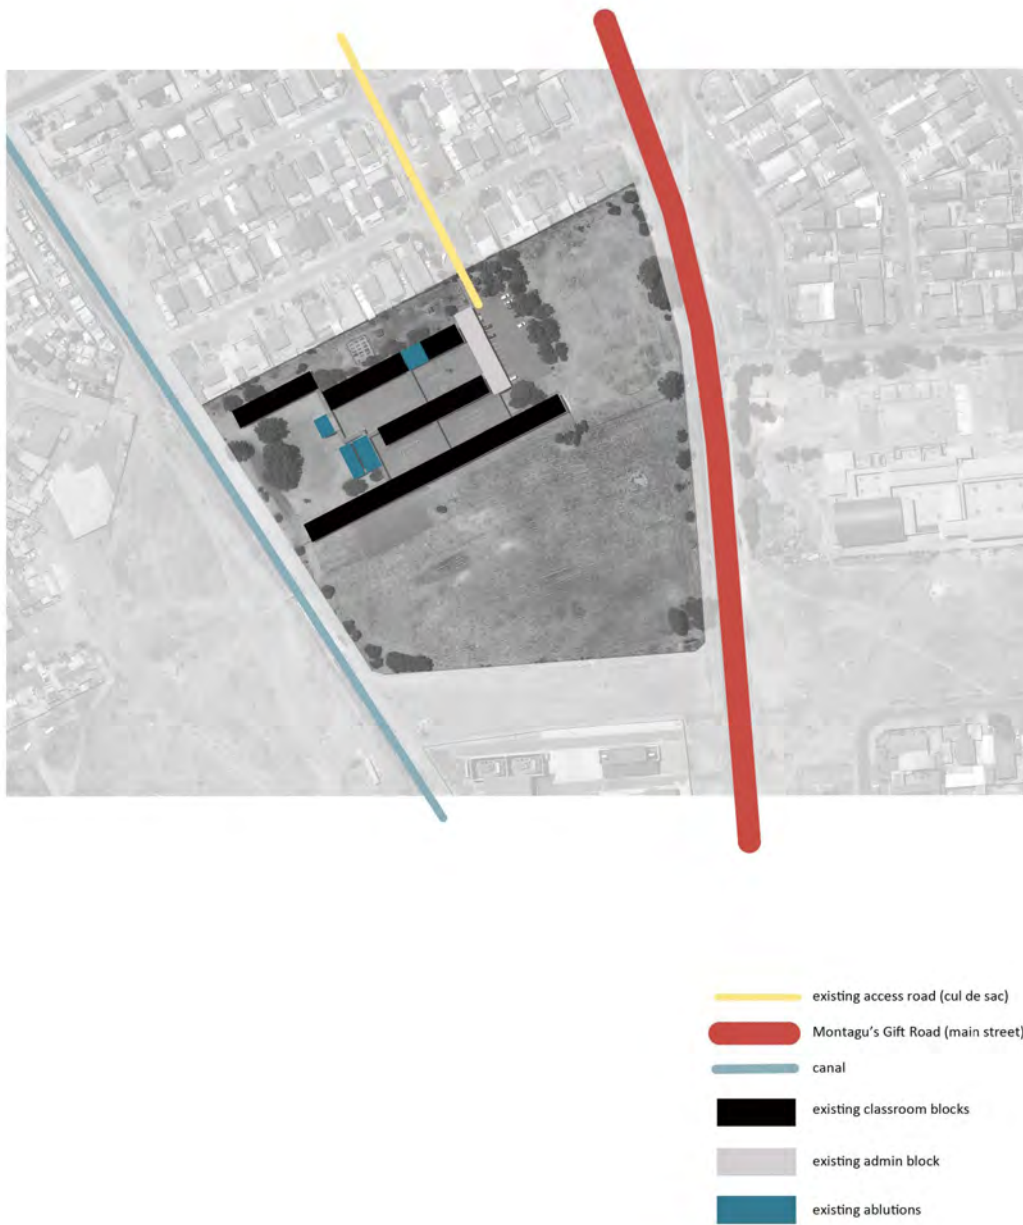 existing access road (cul de sac)
Montagu's Gift Road (main street)
canal
existing classroom blocks
existing admin block
existing ablutions